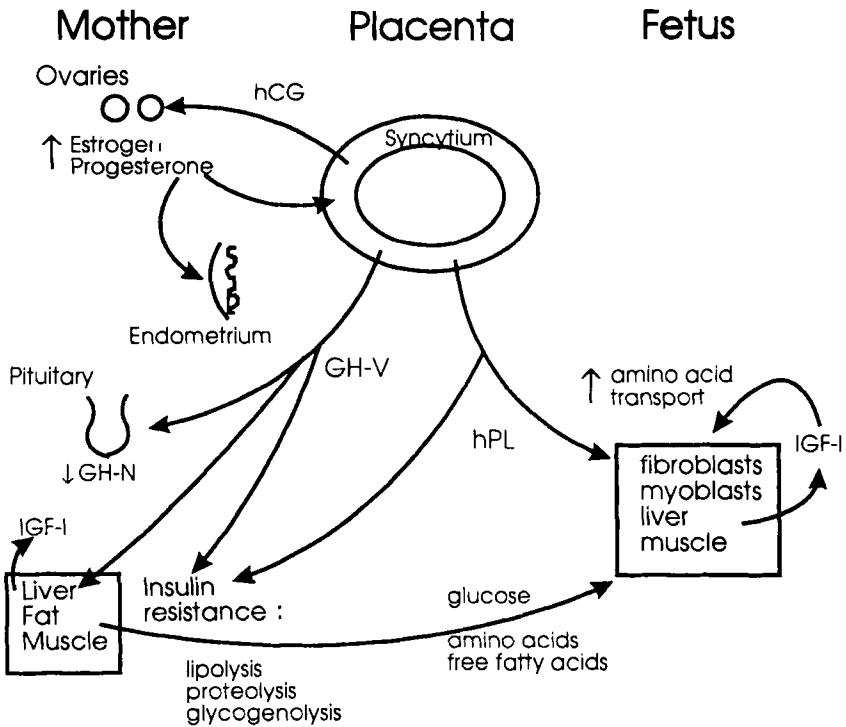 Mother
Placenta
Fetus
Ovaries
hCG
Syncytium
↑ Estrogen
Progesterone
Endometrium
Pituitary
GH-V
↑ amino acid
transport
hPL
IGF-I
↓ GH-N
fibroblasts
myoblasts
liver
muscle
IGF-I
Liver
Fat
Muscle
Insulin
resistance :
glucose
amino acids
free fatty acids
lipolysis
proteolysis
glycogenolysis